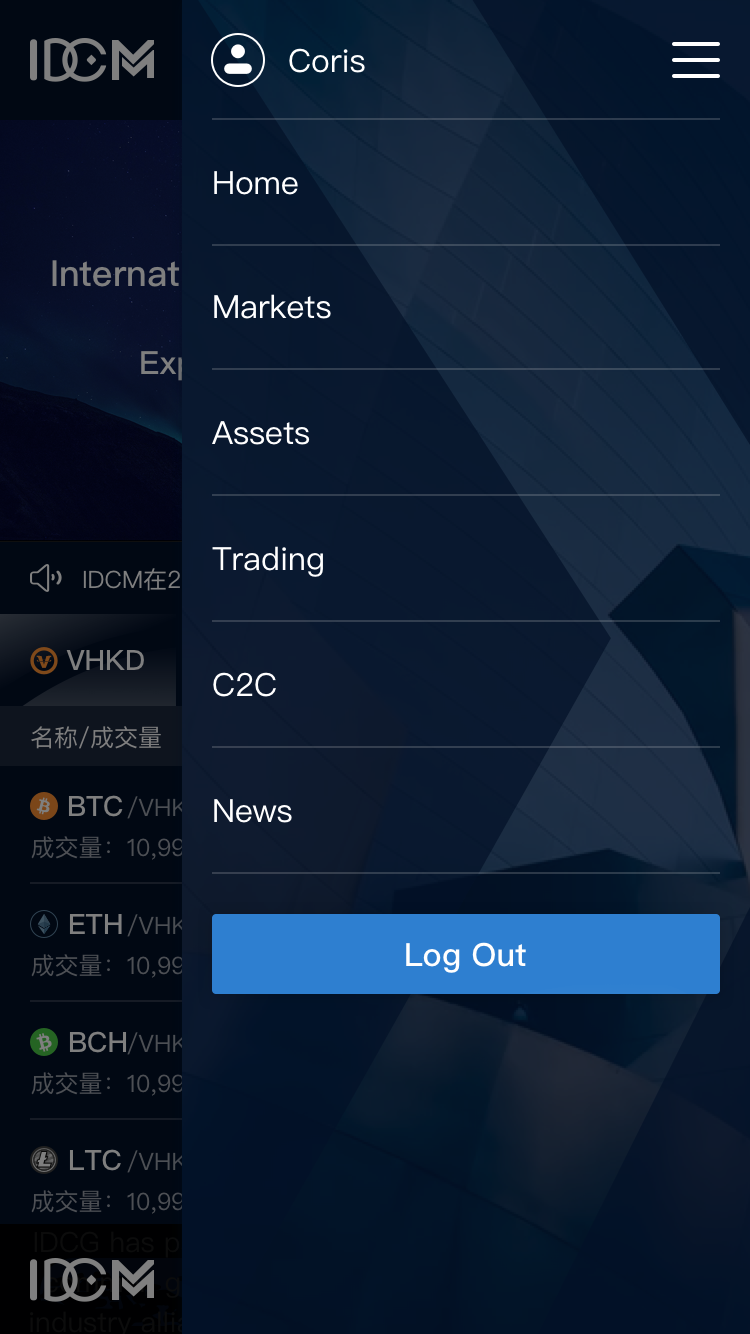 IDCM
Coris
Home
Markets
Assets
Trading
C2C
News
Log Out
Internat
Exp
IDCM在2
VHKD
名称/成交量
BTC/VHK
成交量：10,99
ETH/VHK
成交量：10,99
BCH/VHK
成交量：10,99
LTC/VHK
成交量：10,99
IDCG has p
IDCM
industry-allia